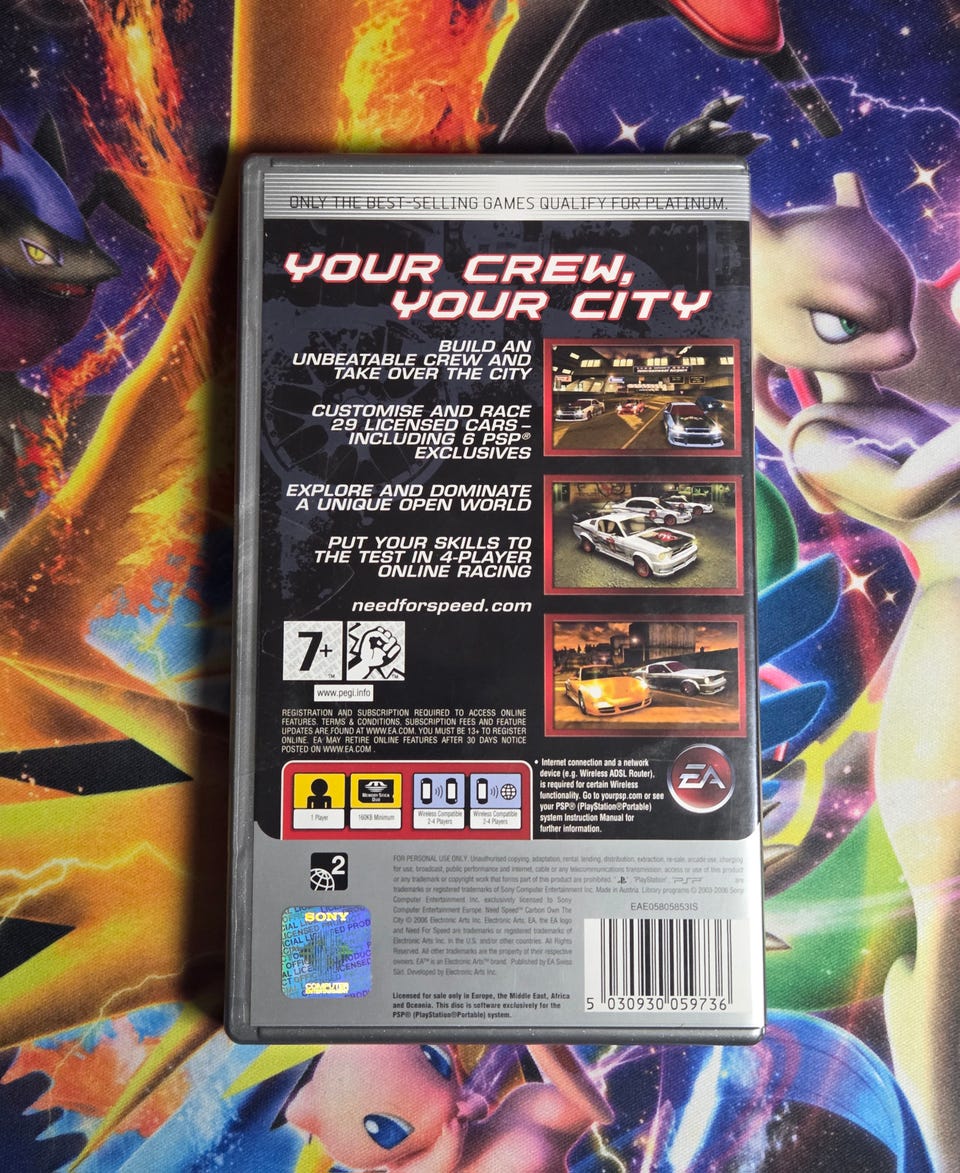 ONLY THE BEST-SELLING GAMES QUALIFY FOR PLATINUM.
YOUR CREW,
YOUR CITY
BUILD AN
UNBEATABLE CREW AND
TAKE OVER THE CITY
CUSTOMISE AND RACE
29 LICENSED CARS –
INCLUDING 6 PSP®
EXCLUSIVES
EXPLORE AND DOMINATE
A UNIQUE OPEN WORLD
PUT YOUR SKILLS TO
THE TEST IN 4-PLAYER
ONLINE RACING
needforspeed.com
7+
www.pegi.info
REGISTRATION AND SUBSCRIPTION REQUIRED TO ACCESS ONLINE
FEATURES. TERMS & CONDITIONS, SUBSCRIPTION FEES AND FEATURE
UPDATES ARE FOUND AT WWW.EA.COM. YOU MUST BE 13+ TO REGISTER
ONLINE. EA MAY RETIRE ONLINE FEATURES AFTER 30 DAYS NOTICE
POSTED ON WWW.EA.COM .
MEMORY STICK
DUO
1 Player
160KB Minimum
Wireless Compatible
2-4 Players
Wireless Compatible
2-4 Players
* Internet connection and a network
device (e.g. Wireless ADSL Router),
is required for certain Wireless
functionality. Go to yourpsp.com or see
your PSP® (PlayStation®Portable)
system Instruction Manual for
further information.
EA
2
FOR PERSONAL USE ONLY. Unauthorised copying, adaptation, rental, lending, distribution, extraction, re-sale, arcade use, charging
for use, broadcast, public performance and internet, cable or any telecommunications transmission, access or use of this product
or any trademark or copyright work that forms part of this product are prohibited. "PlayStation", PSP are
trademarks or registered trademarks of Sony Computer Entertainment Inc. Made in Austria. Library programs © 2003-2006 Sony
Computer Entertainment Inc. exclusively licensed to Sony
Computer Entertainment Europe. Need Speed™ Carbon Own The
City © 2006 Electronic Arts Inc. Electronic Arts, EA, the EA logo
and Need For Speed are trademarks or registered trademarks of
Electronic Arts Inc. in the U.S. and/or other countries. All Rights
Reserved. All other trademarks are the property of their respective
owners. EA™ is an Electronic Arts™ brand. Published by EA Swiss
Sàrl. Developed by Electronic Arts Inc.
EAE05805853IS
SONY
COMPUTER
ENTERTAINMENT
Licensed for sale only in Europe, the Middle East, Africa
and Oceania. This disc is software exclusively for the
PSP® (PlayStation®Portable) system.
5 030930 059736